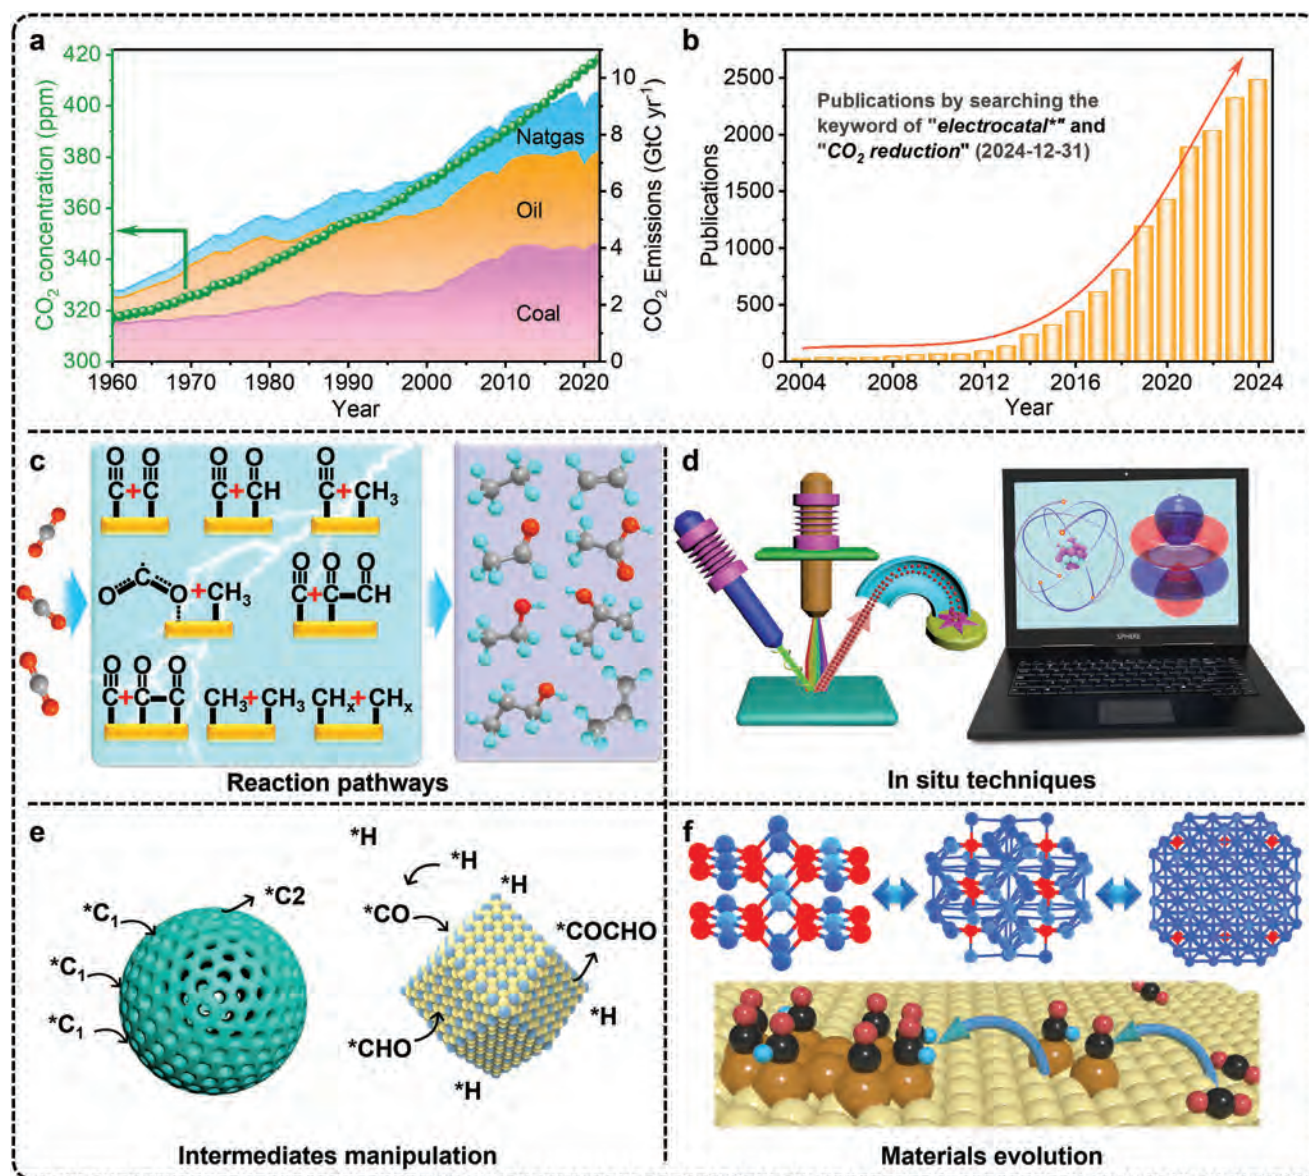 a
420
400
380
360
340
320
300
CO₂ concentration (ppm)
10
8
6
4
2
0
CO₂ Emissions (GtC yr⁻¹)
Natgas
Oil
Coal
1960 1970 1980 1990 2000 2010 2020
Year
b
2500
2000
1500
1000
500
0
Publications
Publications by searching the
keyword of "electrocatal*" and
"CO₂ reduction" (2024-12-31)
2004 2008 2012 2016 2020 2024
Year
c
O O
C+C
O O
C+CH
O
C+CH₃
O C O+CH₃
O O O
C+C–CH
O O O
C+C–C
CH₃+CH₃
CHₓ+CHₓ
Reaction pathways
d
SPHERE
In situ techniques
e
*C2
*C₁
*C₁
*C₁
*H
*H
*H
*CO
*COCHO
*H
*CHO
*H
Intermediates manipulation
f
Materials evolution